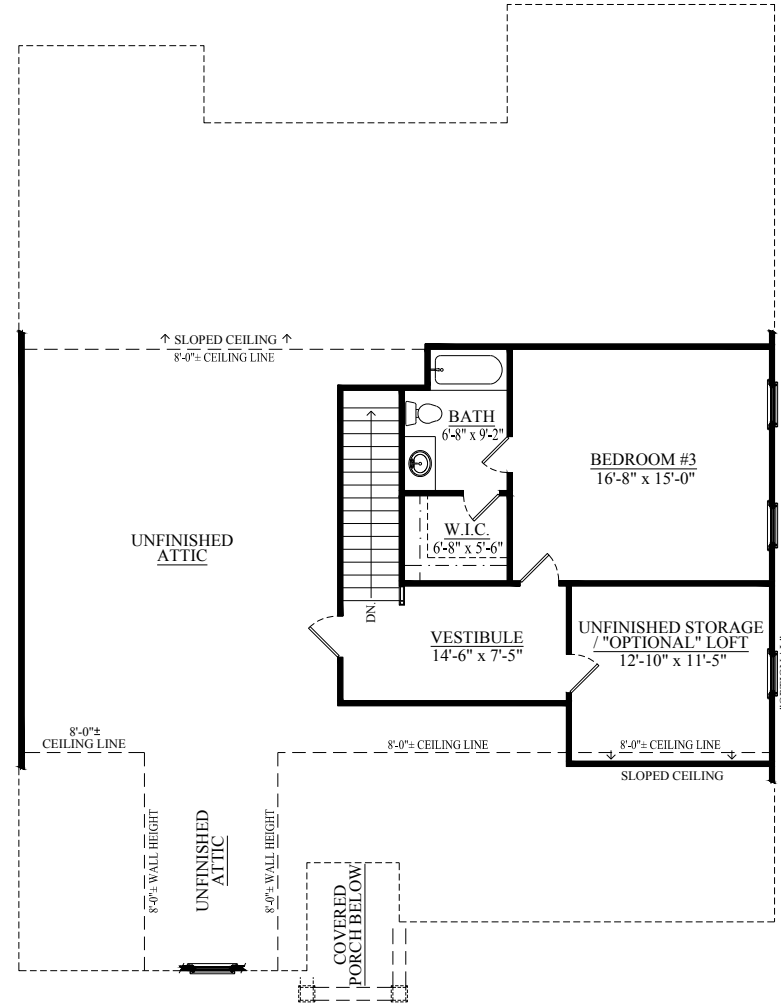 ↑ SLOPED CEILING ↑
8'-0"± CEILING LINE
BATH
6'-8" x 9'-2"
BEDROOM #3
16'-8" x 15'-0"
W.I.C.
6'-8" x 5'-6"
UNFINISHED
ATTIC
DN.
VESTIBULE
14'-6" x 7'-5"
UNFINISHED STORAGE
/ "OPTIONAL" LOFT
12'-10" x 11'-5"
8'-0"±
CEILING LINE
8'-0"± CEILING LINE
8'-0"± CEILING LINE
SLOPED CEILING
8'-0"± WALL HEIGHT
UNFINISHED
ATTIC
8'-0"± WALL HEIGHT
COVERED
PORCH BELOW